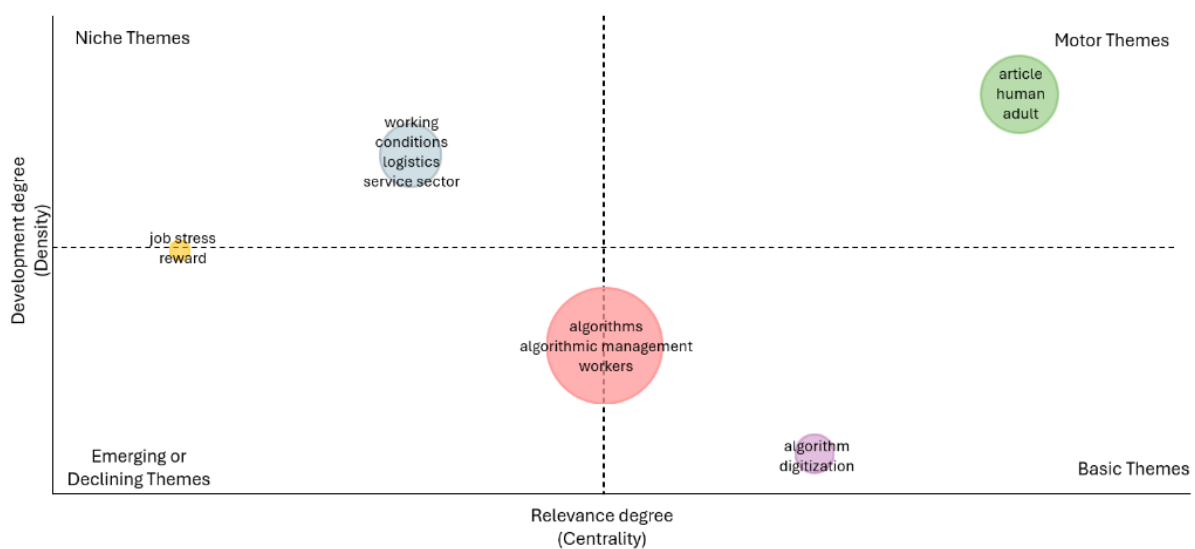 Niche Themes
Motor Themes
article
human
adult
working
conditions
logistics
service sector
Development degree
(Density)
job stress
reward
algorithms
algorithmic management
workers
algorithm
digitization
Emerging or
Declining Themes
Basic Themes
Relevance degree
(Centrality)